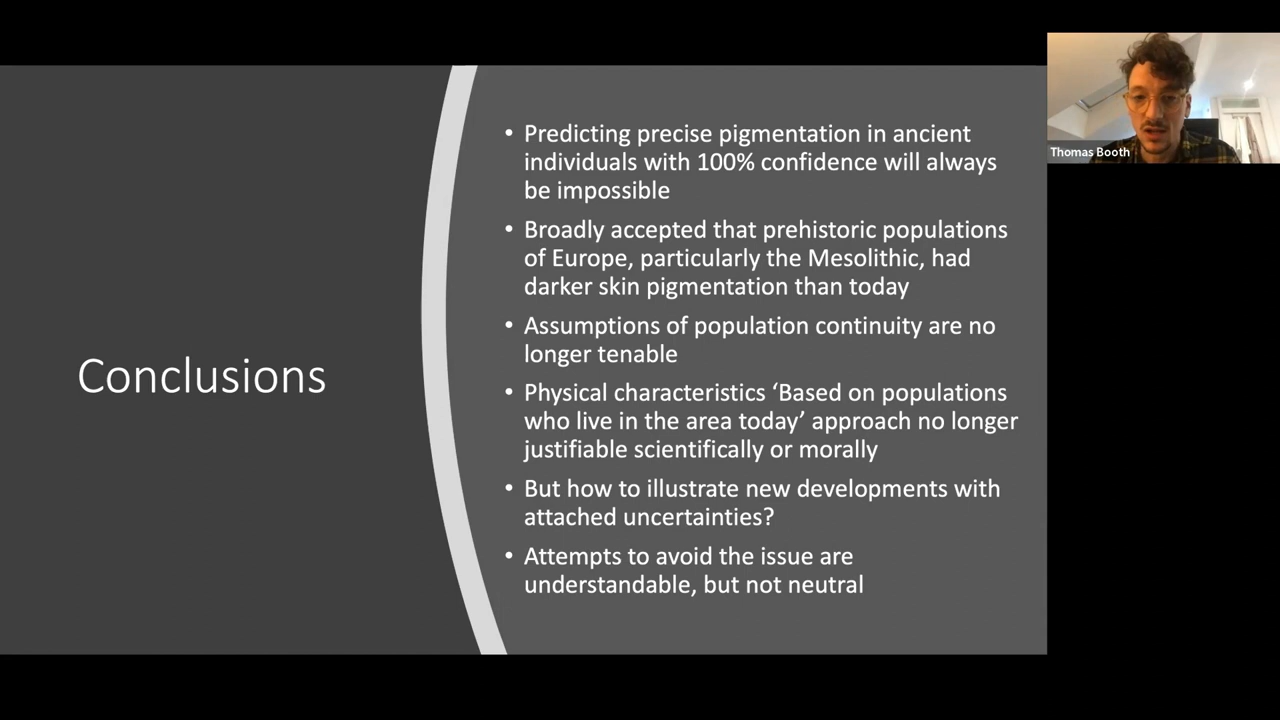 Conclusions
• Predicting precise pigmentation in ancient
individuals with 100% confidence will always
be impossible
• Broadly accepted that prehistoric populations
of Europe, particularly the Mesolithic, had
darker skin pigmentation than today
• Assumptions of population continuity are no
longer tenable
• Physical characteristics ‘Based on populations
who live in the area today’ approach no longer
justifiable scientifically or morally
• But how to illustrate new developments with
attached uncertainties?
• Attempts to avoid the issue are
understandable, but not neutral
Thomas Booth